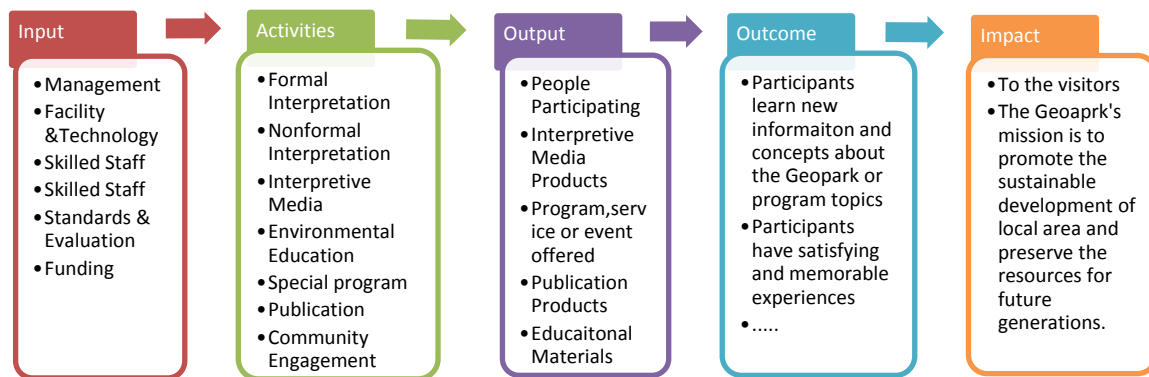 Input
•Management
•Facility
&Technology
•Skilled Staff
•Skilled Staff
•Standards &
Evaluation
•Funding
Activities
•Formal
Interpretation
•Nonformal
Interpretation
•Interpretive
Media
•Environmental
Education
•Special program
•Publication
•Community
Engagement
Output
•People
Participating
•Interpretive
Media
Products
•Program,serv
ice or event
offered
•Publication
Products
•Educaitonal
Materials
Outcome
•Participants
learn new
informaiton and
concepts about
the Geopark or
program topics
•Participants
have satisfying
and memorable
experiences
•.....
Impact
•To the visitors
•The Geoaprk's
mission is to
promote the
sustainable
development of
local area and
preserve the
resources for
future
generations.